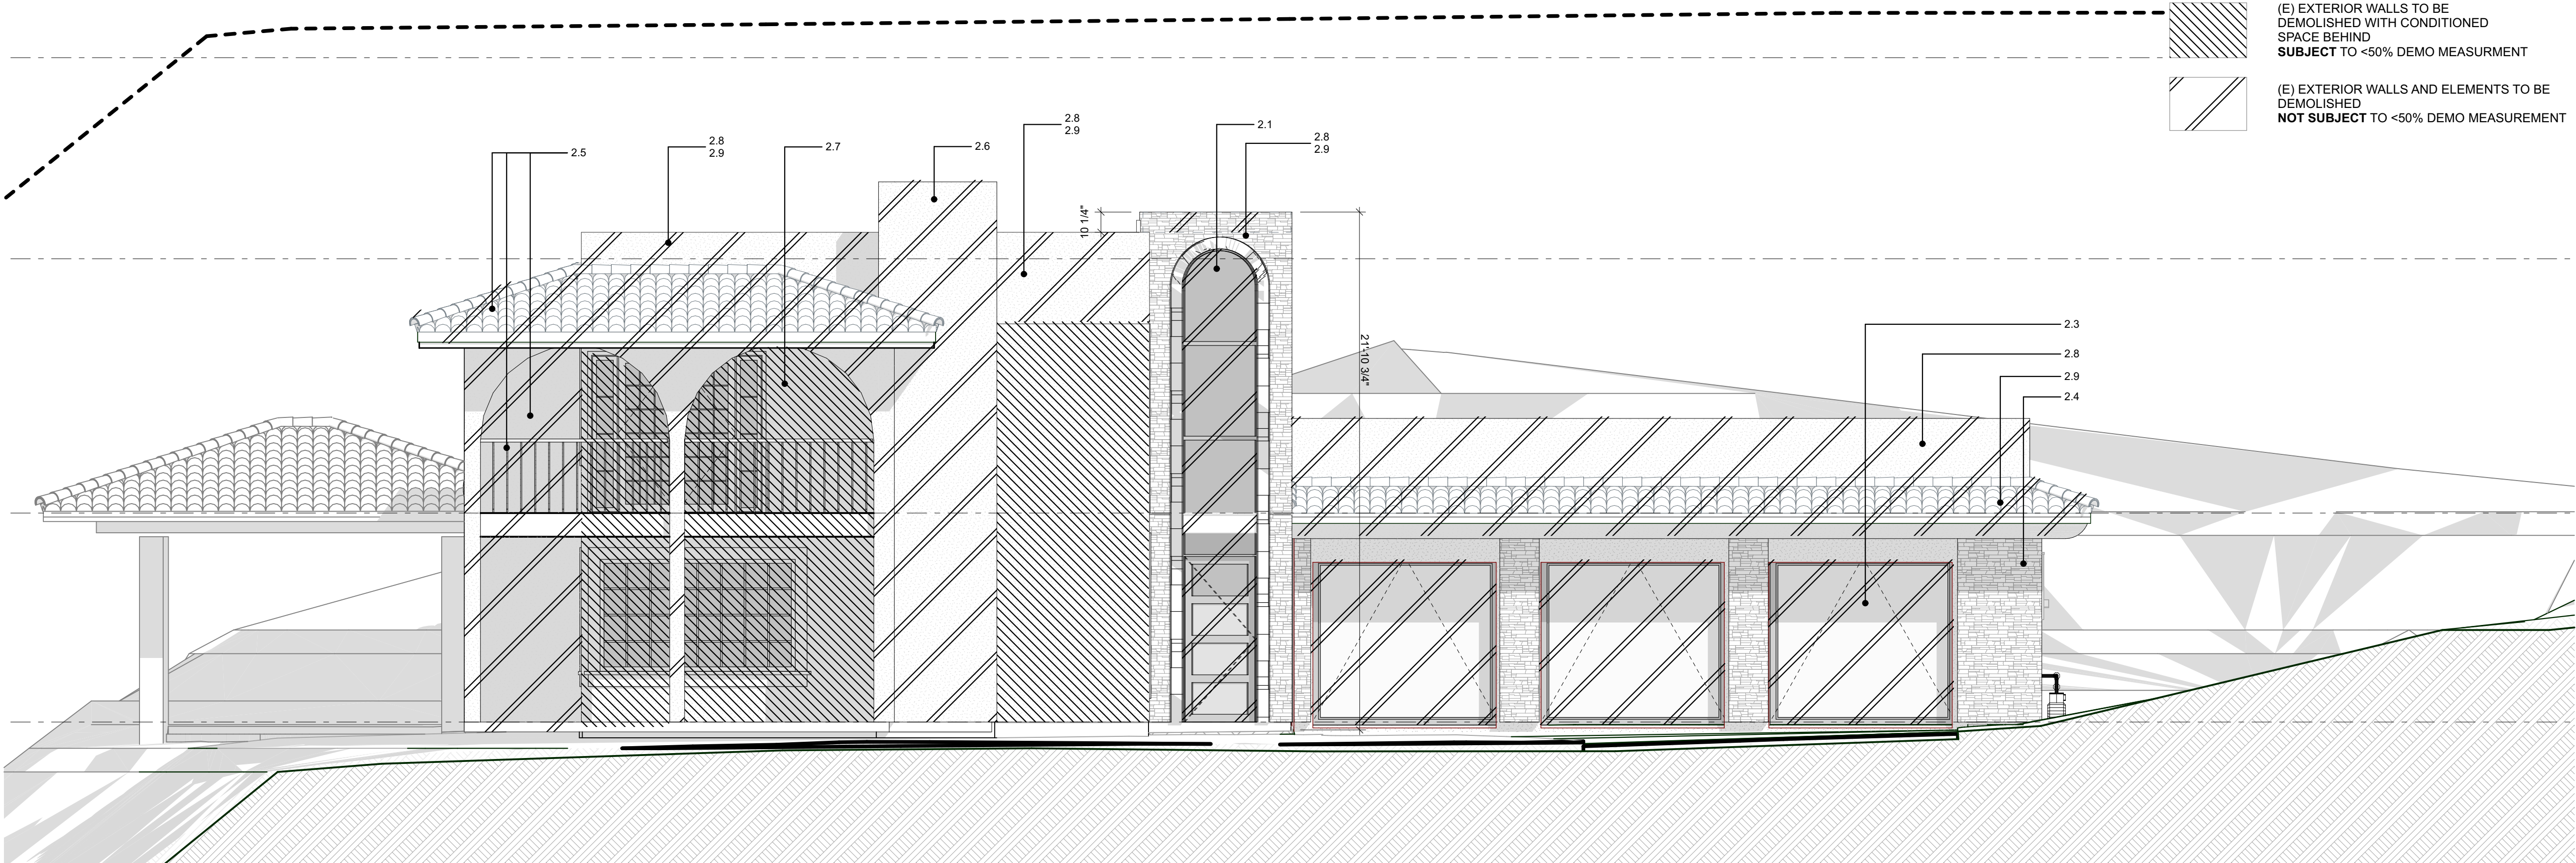 (E) EXTERIOR WALLS TO BE
DEMOLISHED WITH CONDITIONED
SPACE BEHIND
SUBJECT TO <50% DEMO MEASURMENT
(E) EXTERIOR WALLS AND ELEMENTS TO BE
DEMOLISHED
NOT SUBJECT TO <50% DEMO MEASUREMENT
2.5
2.8
2.9
2.7
2.6
2.8
2.9
2.1
2.8
2.9
10 1/4"
21'-10 3/4"
2.3
2.8
2.9
2.4